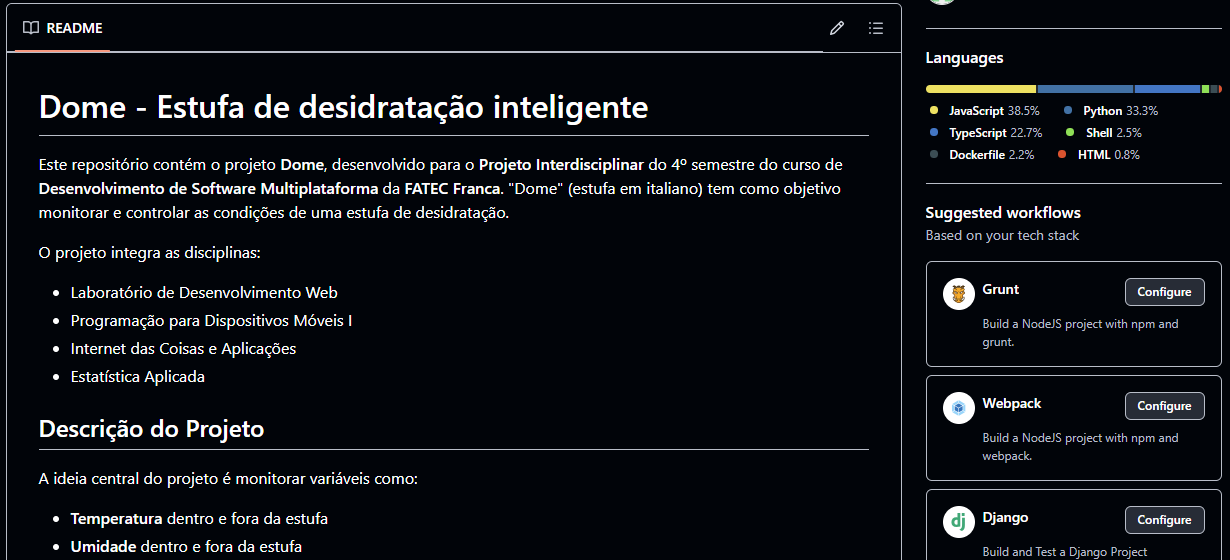 README
Dome - Estufa de desidratação inteligente
Este repositório contém o projeto Dome, desenvolvido para o Projeto Interdisciplinar do 4º semestre do curso de
Desenvolvimento de Software Multiplataforma da FATEC Franca. "Dome" (estufa em italiano) tem como objetivo
monitorar e controlar as condições de uma estufa de desidratação.
O projeto integra as disciplinas:
Laboratório de Desenvolvimento Web
Programação para Dispositivos Móveis I
Internet das Coisas e Aplicações
Estatística Aplicada
Descrição do Projeto
A ideia central do projeto é monitorar variáveis como:
Temperatura dentro e fora da estufa
Umidade dentro e fora da estufa
Languages
JavaScript 38.5% Python 33.3%
TypeScript 22.7% Shell 2.5%
Dockerfile 2.2% HTML 0.8%
Suggested workflows
Based on your tech stack
Grunt Configure
Build a NodeJS project with npm and
grunt.
Webpack Configure
Build a NodeJS project with npm and
webpack.
dj Django Configure
Build and Test a Django Project